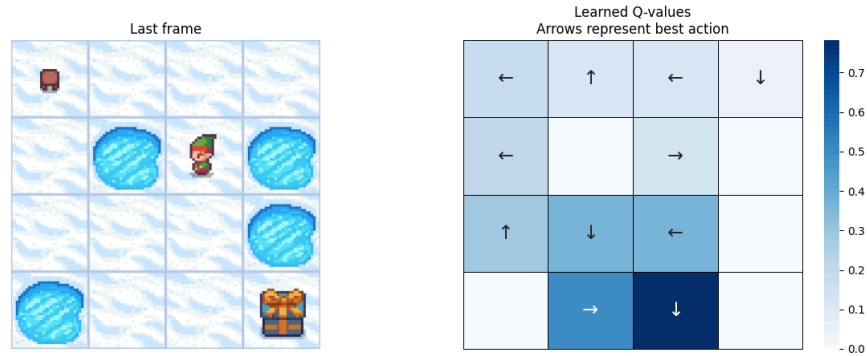 Last frame
Learned Q-values
Arrows represent best action
← ↑ ← ↓
← →
↑ ↓ ←
→ ↓
0.7
0.6
0.5
0.4
0.3
0.2
0.1
0.0